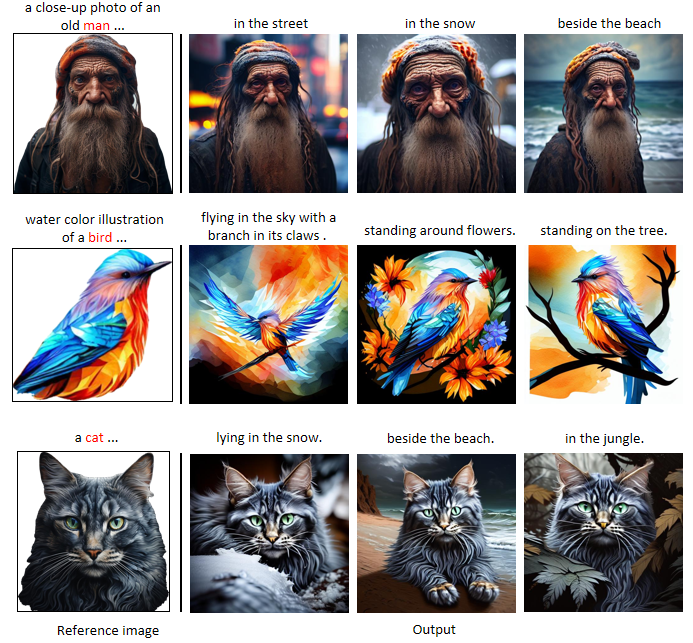 a close-up photo of an
old man ...
in the street
in the snow
beside the beach
water color illustration
of a bird ...
flying in the sky with a
branch in its claws .
standing around flowers.
standing on the tree.
a cat ...
lying in the snow.
beside the beach.
in the jungle.
Reference image
Output